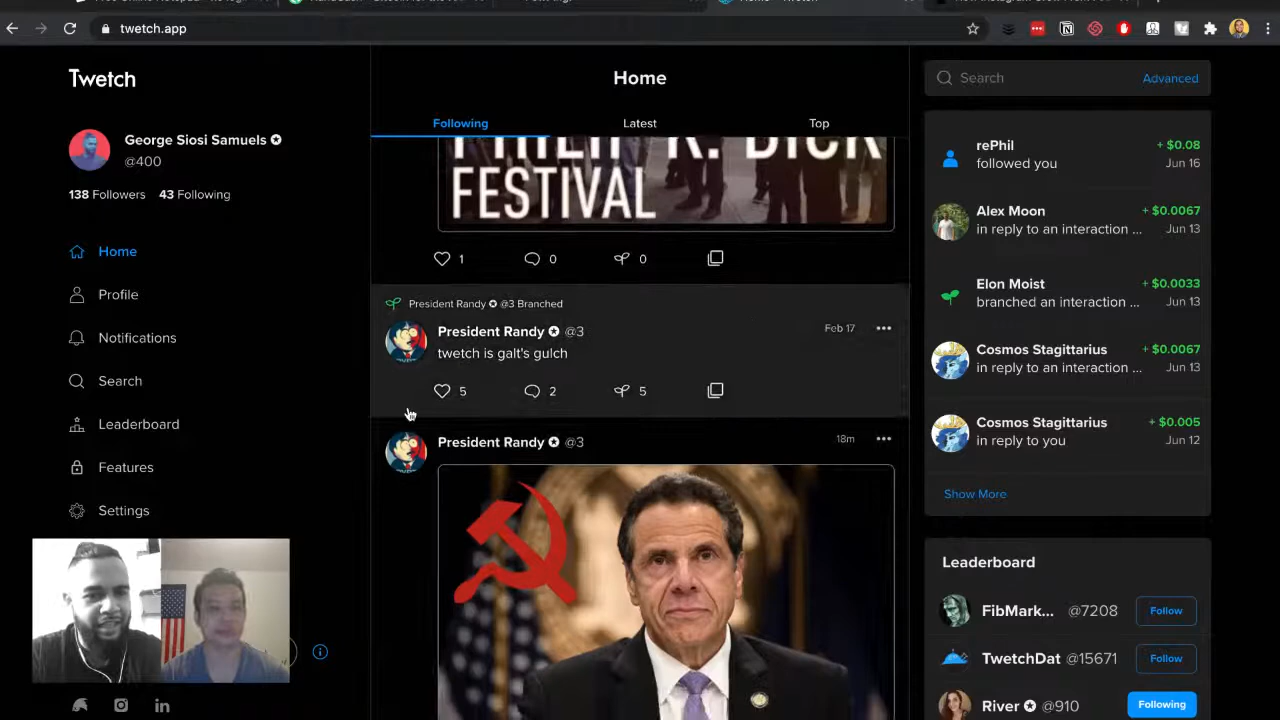 twetch.app
Twetch
George Siosi Samuels
@400
138 Followers 43 Following
Home
Profile
Notifications
Search
Leaderboard
Features
Settings
Home
Following Latest Top
FESTIVAL
1 0 0
President Randy @3 Branched
President Randy @3 Feb 17
twetch is galt's gulch
5 2 5
President Randy @3 18m
Search Advanced
rePhil + $0.08
followed you Jun 16
Alex Moon + $0.0067
in reply to an interaction ... Jun 13
Elon Moist + $0.0033
branched an interaction ... Jun 13
Cosmos Stagittarius + $0.0067
in reply to an interaction ... Jun 13
Cosmos Stagittarius + $0.005
in reply to you Jun 12
Show More
Leaderboard
FibMark... @7208 Follow
TwetchDat @15671 Follow
River @910 Following